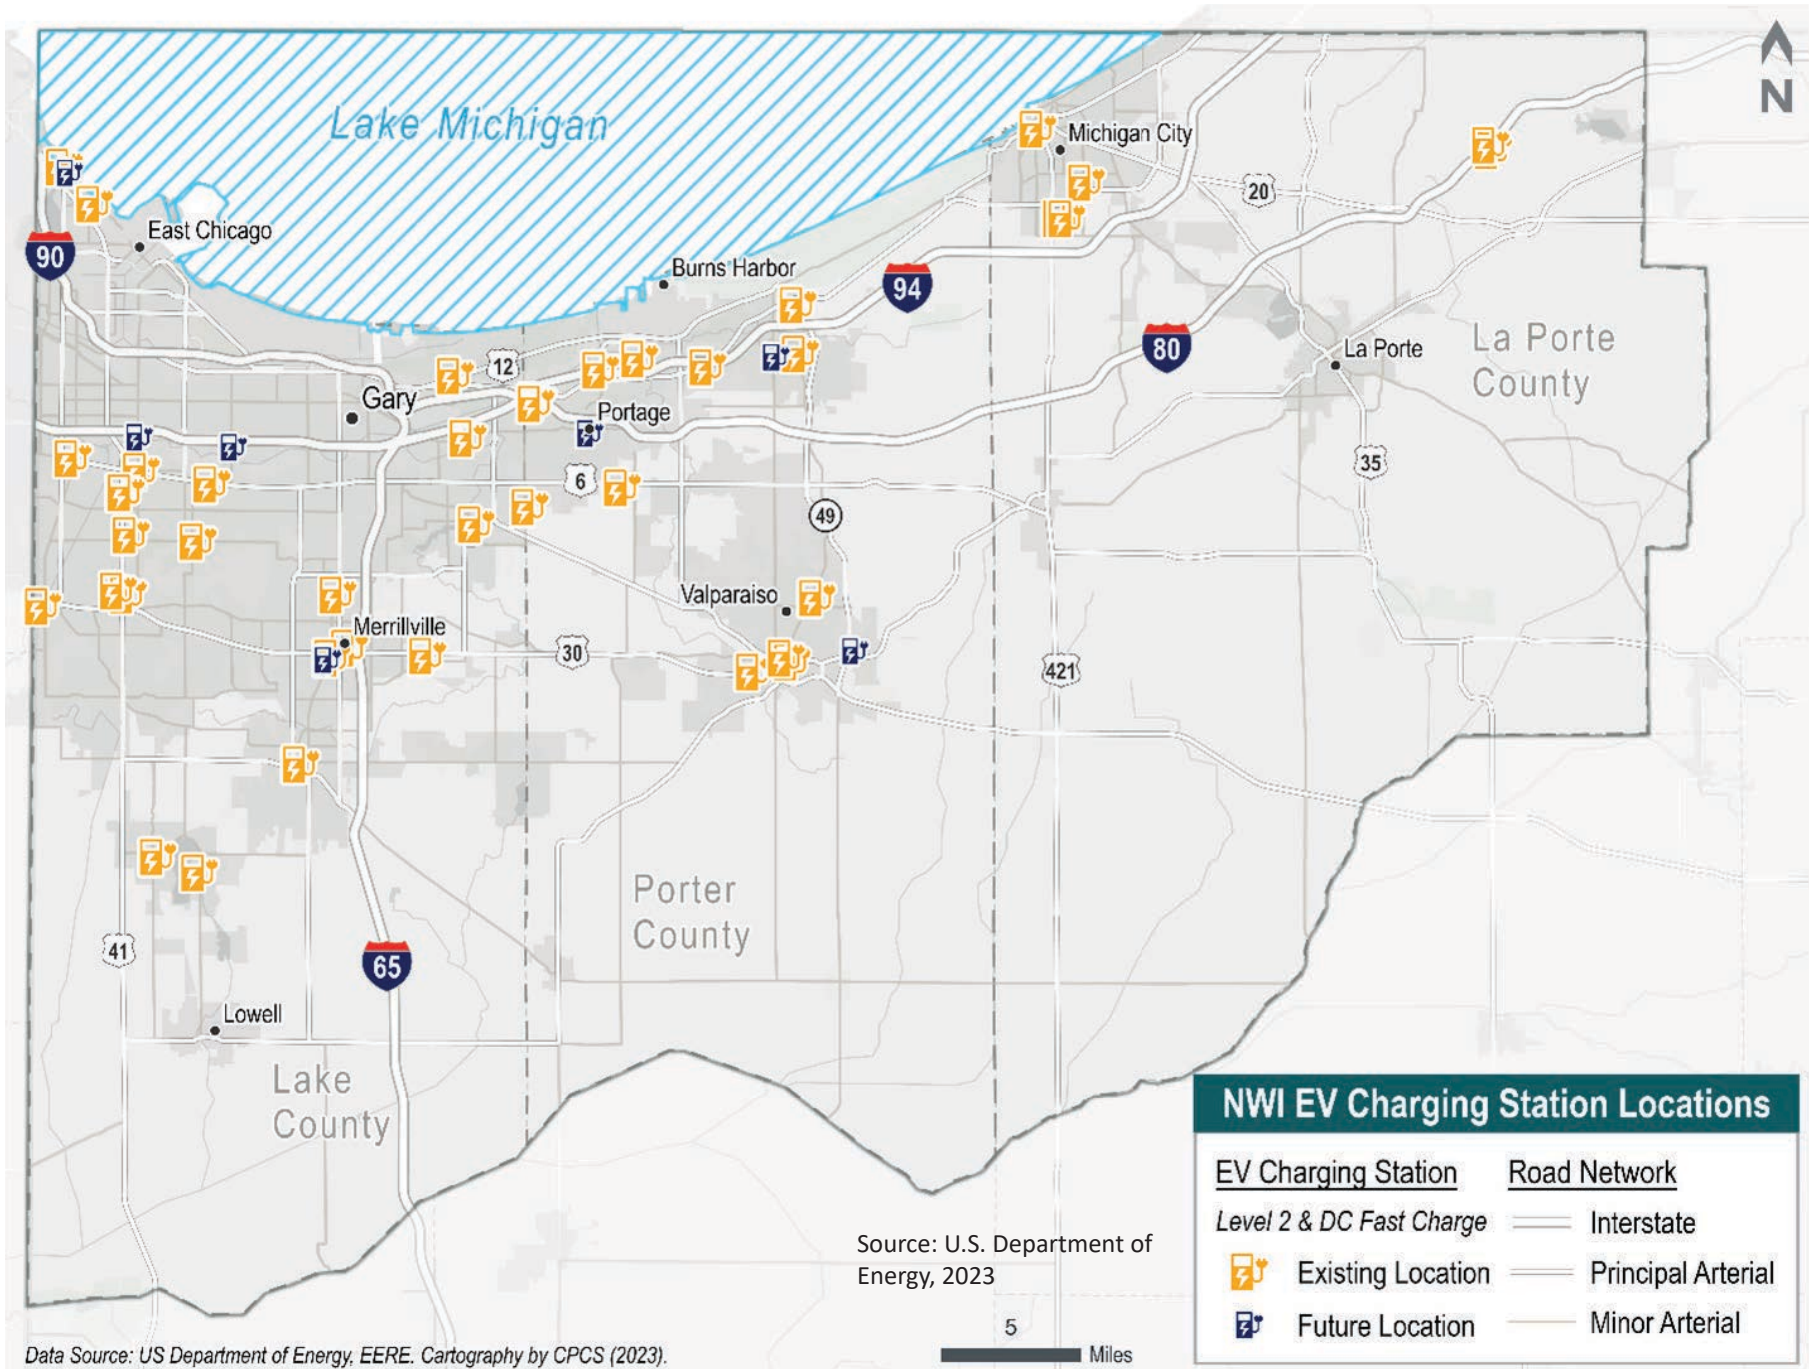 Lake Michigan
N
Michigan City
20
East Chicago
90
Burns Harbor
94
80
La Porte
La Porte
County
12
Gary
Portage
6
35
49
Valparaiso
Merrillville
30
421
Porter
County
41
65
Lowell
Lake
County
NWI EV Charging Station Locations
EV Charging Station
Road Network
Level 2 & DC Fast Charge
Interstate
Existing Location
Principal Arterial
Future Location
Minor Arterial
Source: U.S. Department of
Energy, 2023
5
Miles
Data Source: US Department of Energy, EERE. Cartography by CPCS (2023).